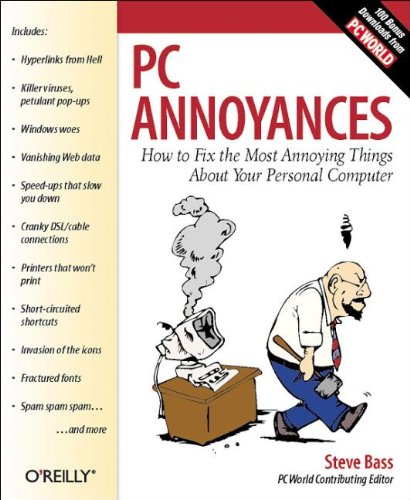 Includes:
• Hyperlinks from Hell
• Killer viruses,
petulant pop-ups
• Windows woes
• Vanishing Web data
• Speed-ups that slow
you down
• Cranky DSL/cable
connections
• Printers that won't
print
• Short-circuited
shortcuts
• Invasion of the icons
• Fractured fonts
• Spam spam spam…
…and more
O'REILLY®
100 Bonus
Downloads from
PCWORLD
PC
ANNOYANCES
How to Fix the Most Annoying Things
About Your Personal Computer
Steve Bass
PC World Contributing Editor